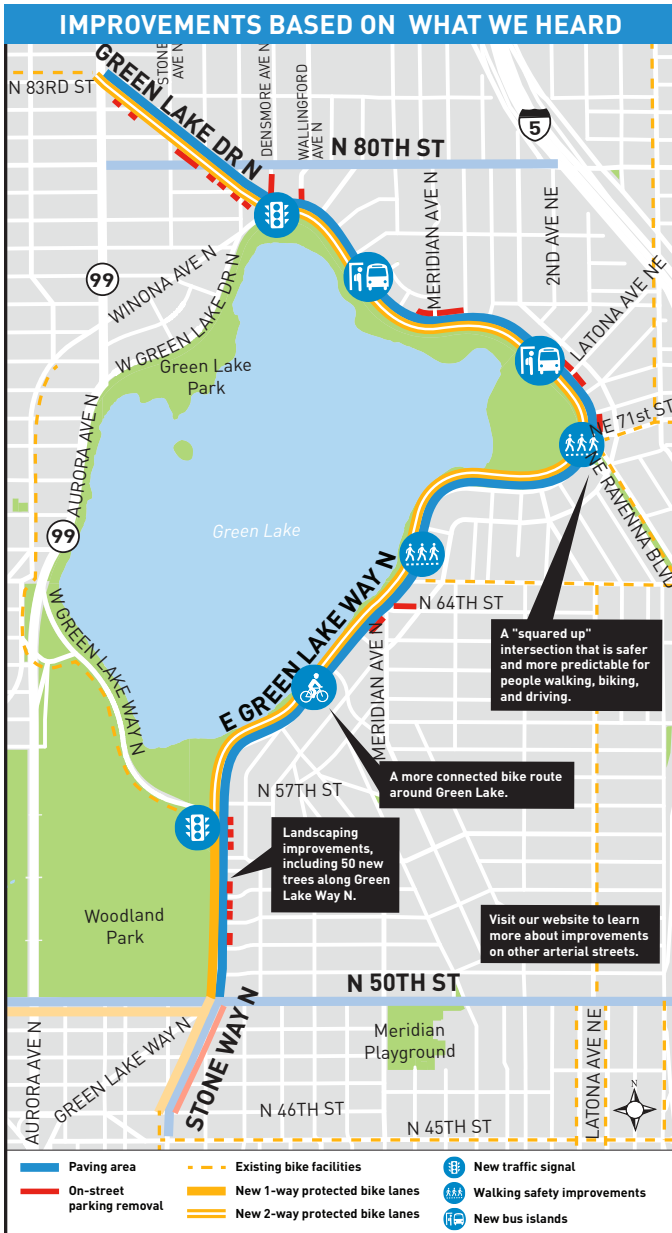 IMPROVEMENTS BASED ON WHAT WE HEARD
GREEN LAKE DR N
STONE
AVE N
DENSMORE AVE N
WALLINGFORD
AVE N
N 83RD ST
5
N 80TH ST
MERIDIAN AVE N
2ND AVE NE
99
WINONA AVE N
W GREEN LAKE DR N
LATONA AVE NE
Green Lake
Park
AURORA AVE N
NE 71st ST
NE RAVENNA BLVD
99
Green Lake
W GREEN LAKE WAY N
E GREEN LAKE WAY N
N 64TH ST
MERIDIAN AVE N
A "squared up"
intersection that is safer
and more predictable for
people walking, biking,
and driving.
A more connected bike route
around Green Lake.
N 57TH ST
Landscaping
improvements,
including 50 new
trees along Green
Lake Way N.
Woodland
Park
Visit our website to learn
more about improvements
on other arterial streets.
N 50TH ST
AURORA AVE N
GREEN LAKE WAY N
STONE WAY N
Meridian
Playground
LATONA AVE NE
N
N 46TH ST
N 45TH ST
Paving area
On-street
parking removal
Existing bike facilities
New 1-way protected bike lanes
New 2-way protected bike lanes
New traffic signal
Walking safety improvements
New bus islands